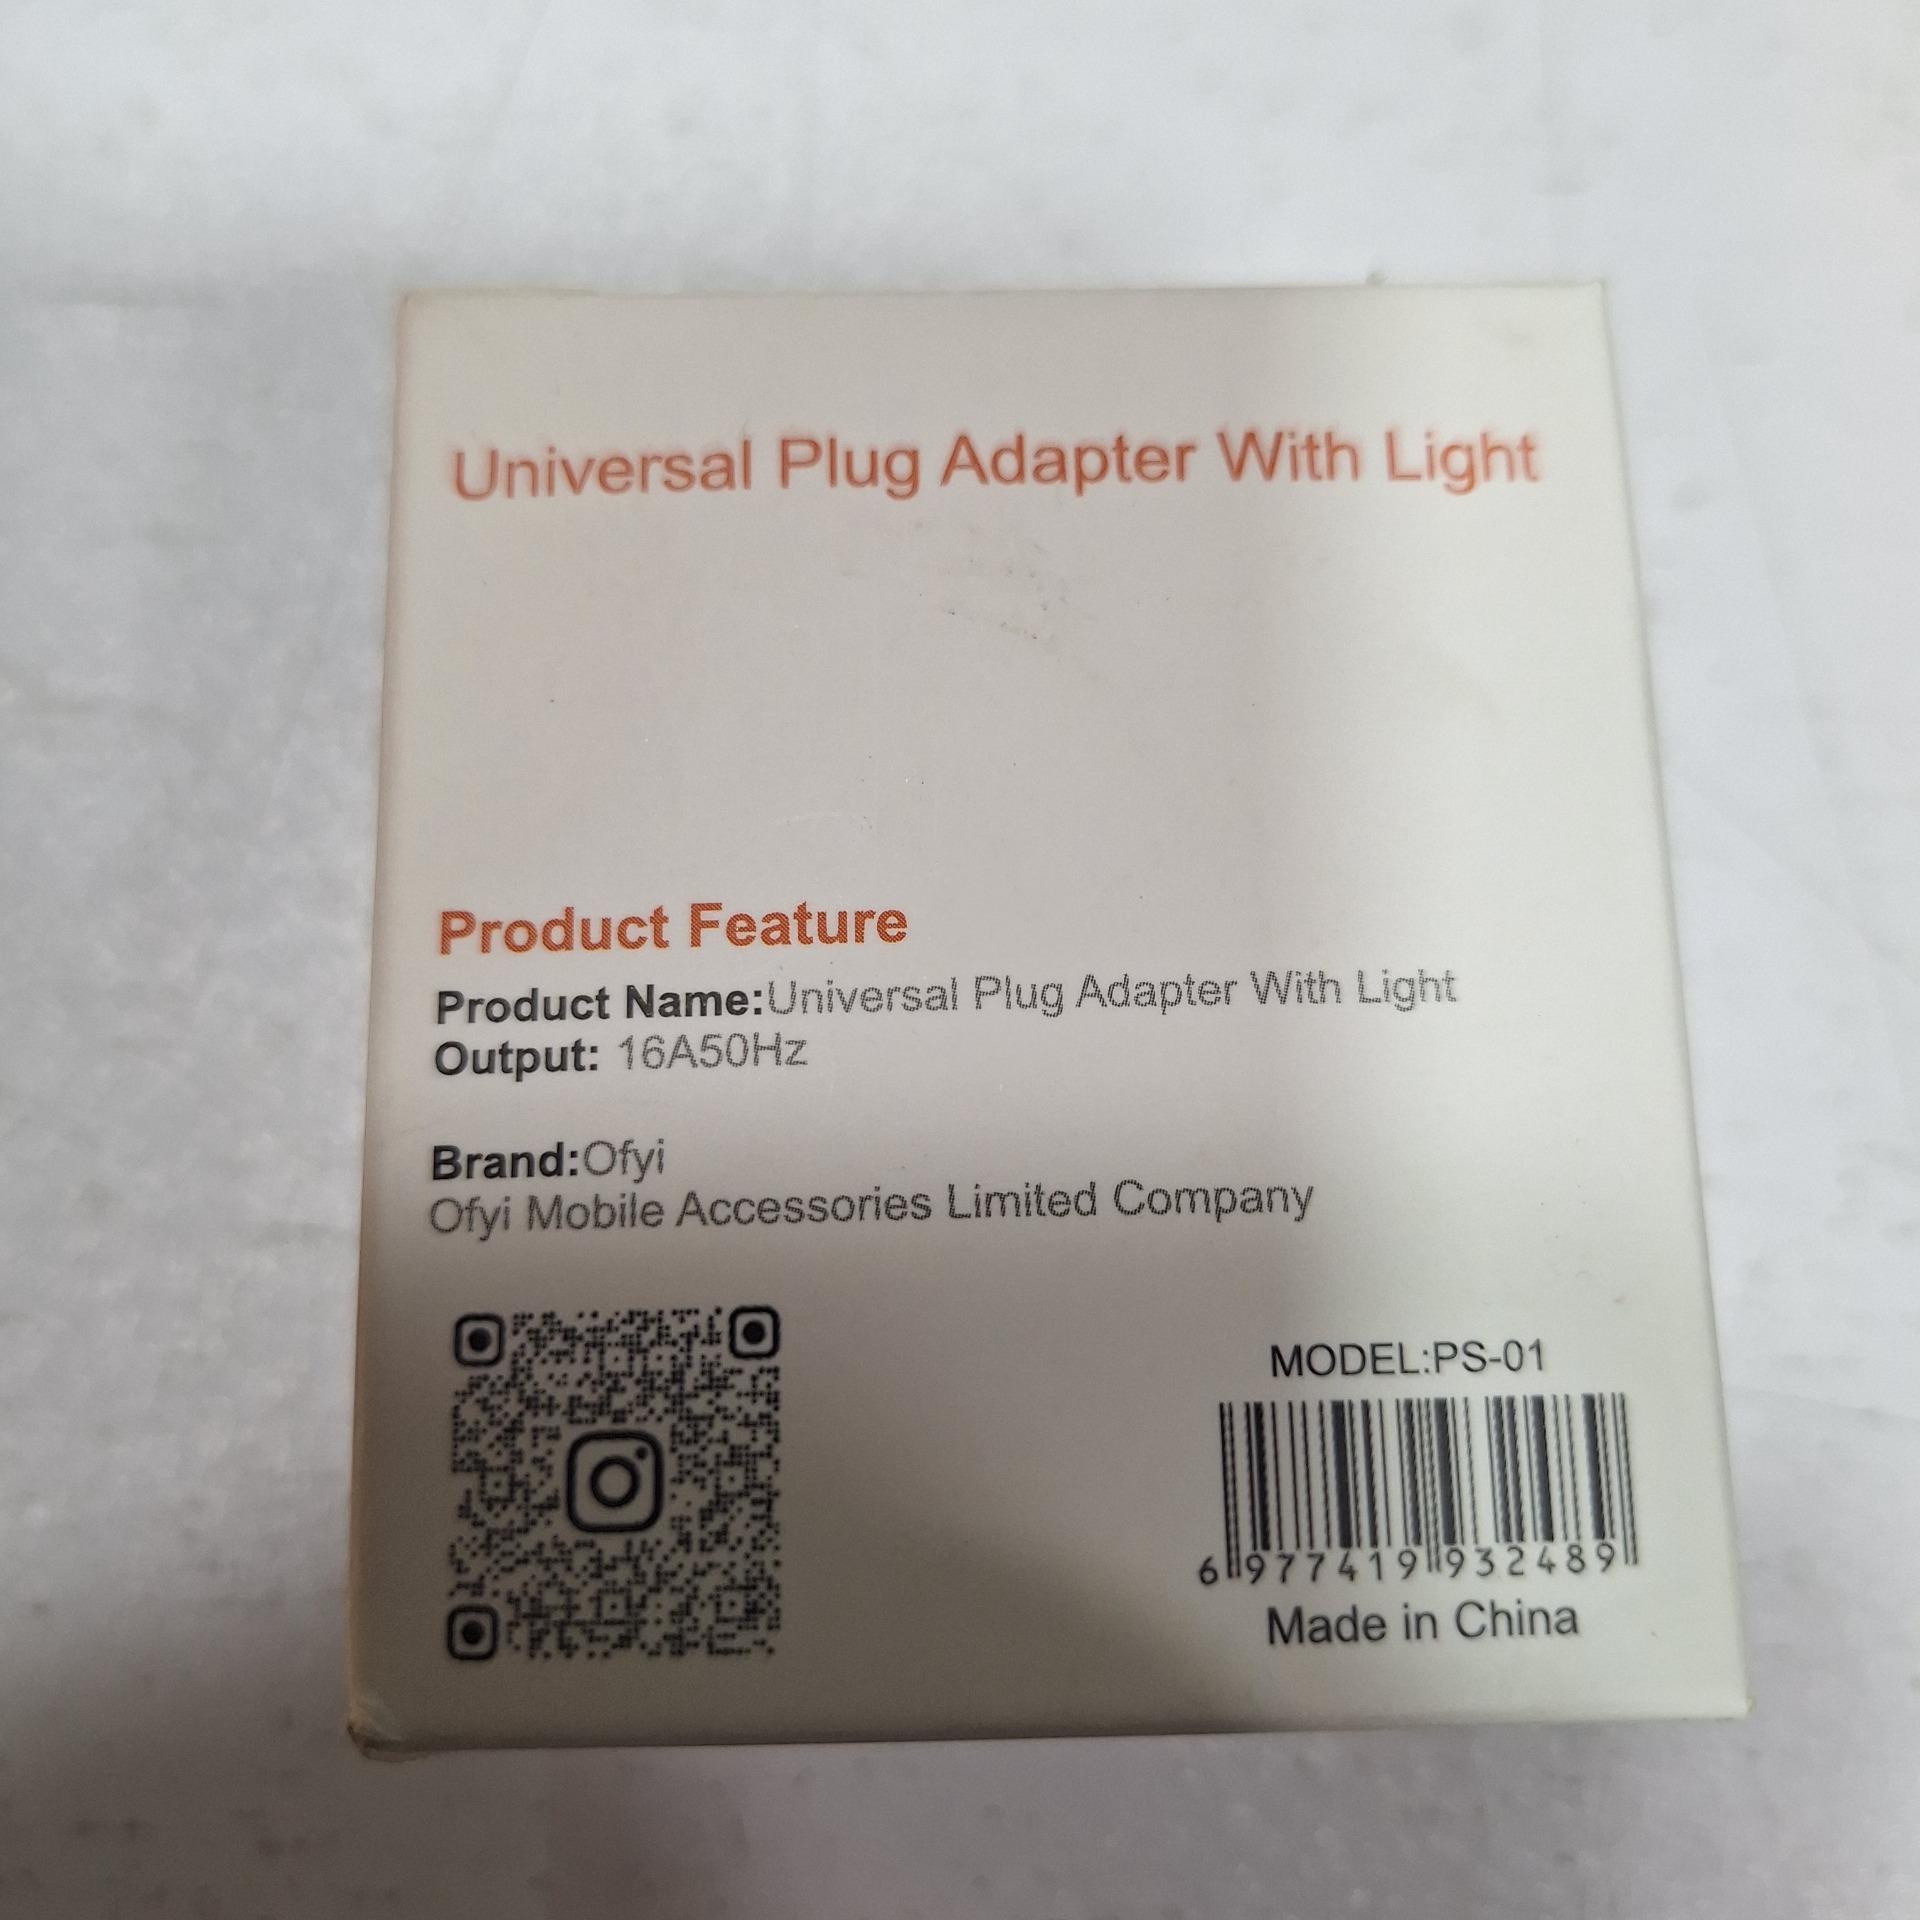 Universal Plug Adapter With Light
Product Feature
Product Name:Universal Plug Adapter With Light
Output: 16A50Hz
Brand:Ofyi
Ofyi Mobile Accessories Limited Company
MODEL:PS-01
6 977419 932489
Made in China